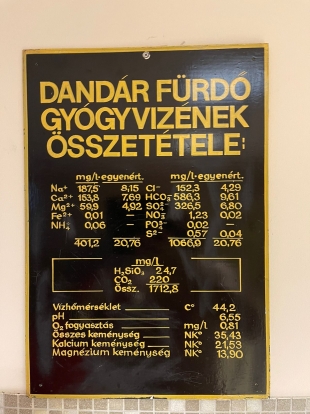 DANDÁR FÜRDŐ
GYÓGYVIZÉNEK
ÖSSZETÉTELE:
mg/l - egyenért. mg/l - egyenért.
Na⁺ 187,5 8,15 Cl⁻ 152,3 4,29
Ca²⁺ 153,8 7,69 HCO₃⁻ 586,3 9,61
Mg²⁺ 59,9 4,92 SO₄²⁻ 326,5 6,80
Fe²⁺ 0,01 — NO₃⁻ 1,23 0,02
NH₄ 0,06 — PO₄³⁻ 0,02 —
S²⁻ 0,57 0,04
401,2 20,76 1066,9 20,76
mg/l
H₂SiO₃ 24,7
CO₂ 220
Össz. 1712,8
Vízhőmérséklet C° 44,2
pH 6,55
O₂ fogyasztás mg/l 0,81
Összes keménység NK° 35,43
Kalcium keménység NK° 21,53
Magnézium keménység NK° 13,90